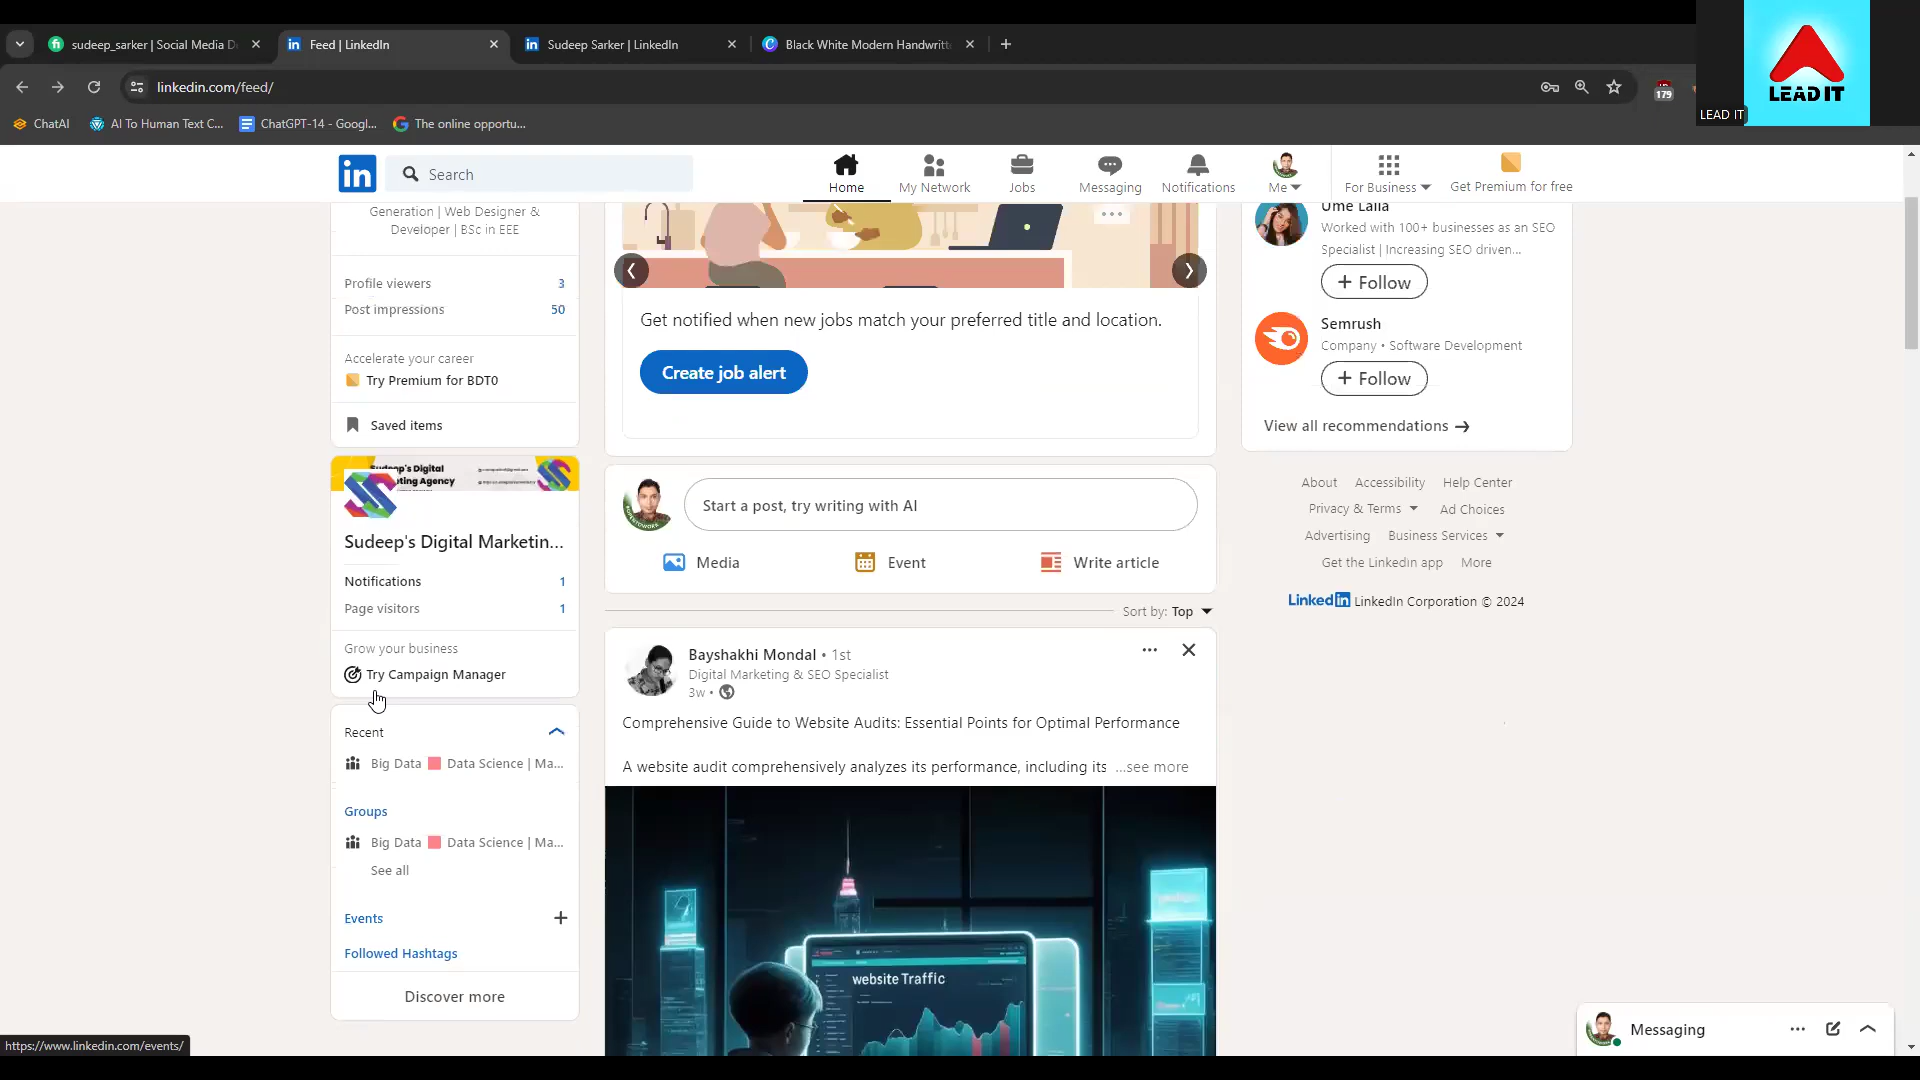 sudeep_sarker | Social Media D
Feed | LinkedIn
Sudeep Sarker | LinkedIn
Black White Modern Handwritt
linkedin.com/feed/
179
LEAD IT
LEAD IT
ChatAI
AI To Human Text C...
ChatGPT-14 - Googl...
The online opportu...
in
Search
Home
My Network
Jobs
Messaging
Notifications
Me
For Business
Get Premium for free
Generation | Web Designer &
Developer | BSc in EEE
Profile viewers 3
Post impressions 50
Accelerate your career
Try Premium for BDT0
Saved items
Sudeep's Digital
ting Agency
Sudeep's Digital Marketin...
Notifications 1
Page visitors 1
Grow your business
Try Campaign Manager
Recent
Big Data Data Science | Ma...
Groups
Big Data Data Science | Ma...
See all
Events
Followed Hashtags
Discover more
Get notified when new jobs match your preferred title and location.
Create job alert
Start a post, try writing with AI
Media
Event
Write article
Sort by: Top
Bayshakhi Mondal • 1st
Digital Marketing & SEO Specialist
3w •
Comprehensive Guide to Website Audits: Essential Points for Optimal Performance
A website audit comprehensively analyzes its performance, including its ...see more
website Traffic
Ume Laila
Worked with 100+ businesses as an SEO
Specialist | Increasing SEO driven...
+ Follow
Semrush
Company • Software Development
+ Follow
View all recommendations →
About Accessibility Help Center
Privacy & Terms Ad Choices
Advertising Business Services
Get the LinkedIn app More
LinkedIn LinkedIn Corporation © 2024
Messaging
https://www.linkedin.com/events/